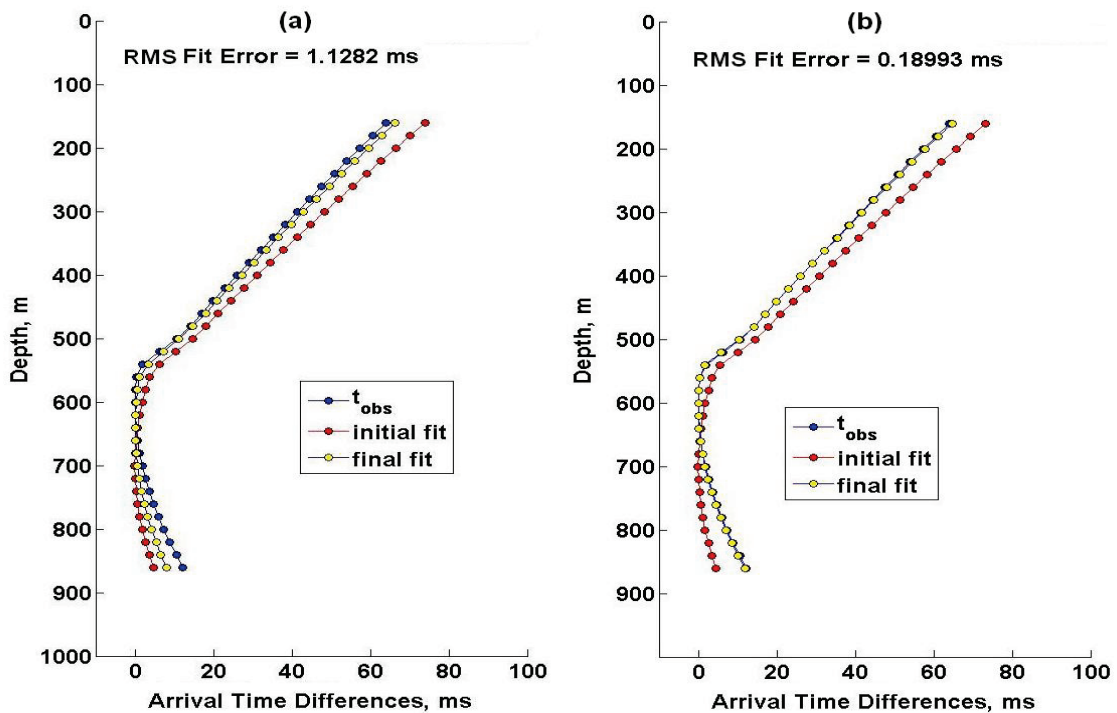 (a)
RMS Fit Error = 1.1282 ms
0
100
200
300
400
500
600
700
800
900
1000
Depth, m
t_obs
initial fit
final fit
0 20 40 60 80 100
Arrival Time Differences, ms
(b)
RMS Fit Error = 0.18993 ms
0
100
200
300
400
500
600
700
800
900
Depth, m
t_obs
initial fit
final fit
0 20 40 60 80 100
Arrival Time Differences, ms